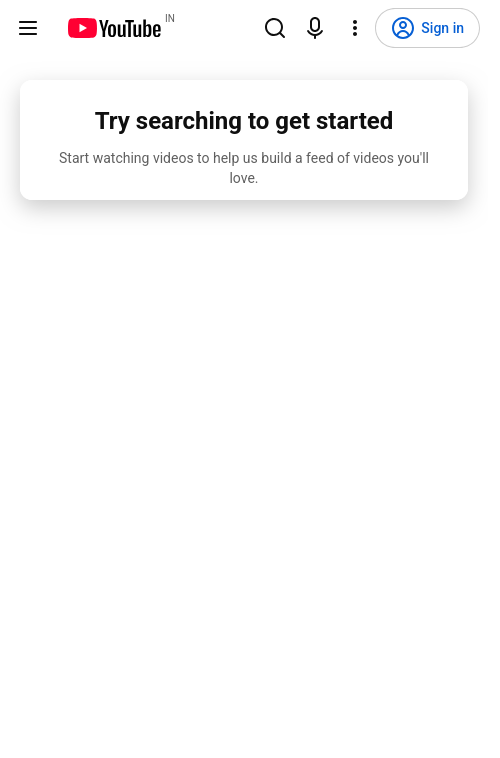 YouTube IN
Sign in
Try searching to get started
Start watching videos to help us build a feed of videos you'll
love.